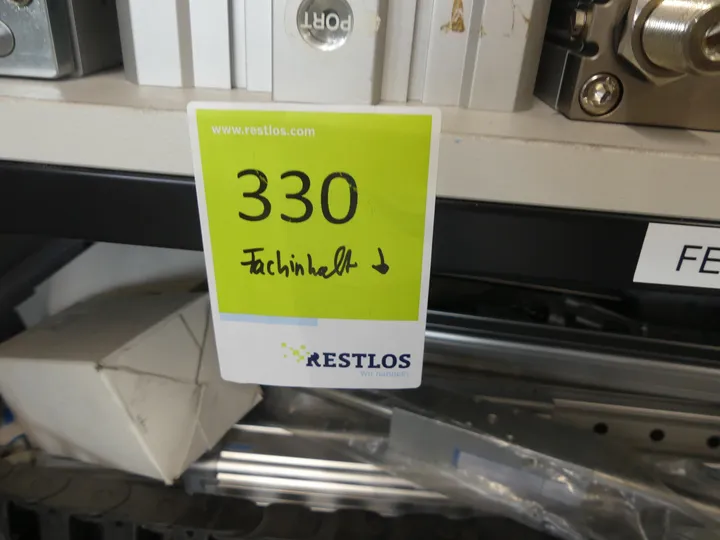 PORT
www.restlos.com
330
Fachinhalt ↓
FE
RESTLOS